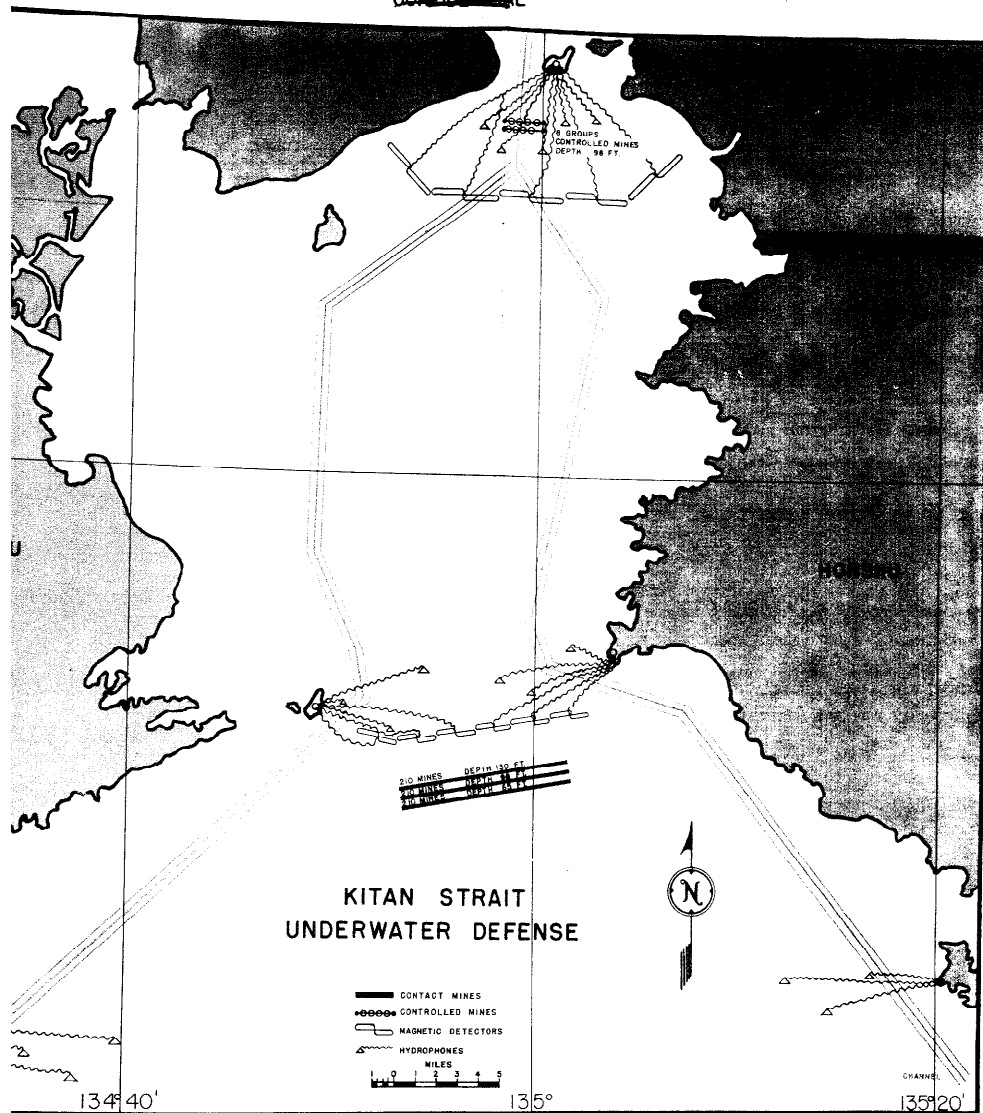 8 GROUPS
CONTROLLED MINES
DEPTH 98 FT.
U
HONSHU
210 MINES DEPTH 130 FT.
210 MINES DEPTH
210 MINES DEPTH
KITAN STRAIT
UNDERWATER DEFENSE
N
CONTACT MINES
CONTROLLED MINES
MAGNETIC DETECTORS
HYDROPHONES
MILES
1 0 1 2 3 4 5
CHANNEL
134°40' 135° 135°20'